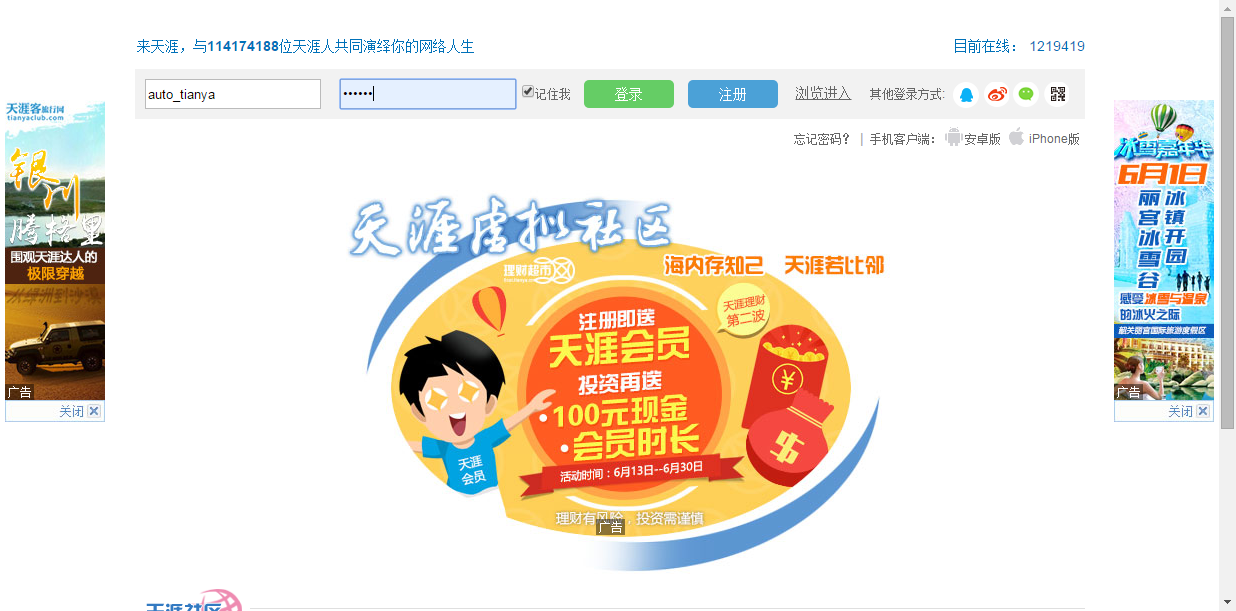 来天涯，与114174188位天涯人共同演绎你的网络人生
目前在线： 1219419
auto_tianya
••••••
记住我
登录
注册
浏览进入
其他登录方式:
忘记密码？ | 手机客户端： 安卓版 iPhone版
天涯客旅行网
tianyaclub.com
银川
腾格里
围观天涯达人的
极限穿越
广告
关闭
天涯虚拟社区
海内存知己 天涯若比邻
理财超市
天涯理财
第二波
注册即送
天涯会员
投资再送
•100元现金
•会员时长
活动时间：6月13日--6月30日
天涯
会员
理财有风险，投资需谨慎
广告
冰雪嘉年华
6月1日
丽宫冰雪谷
冰镇开园
感受冰雪与温泉
的冰火之际
韶关丽宫国际旅游度假区
广告
关闭
天涯社区